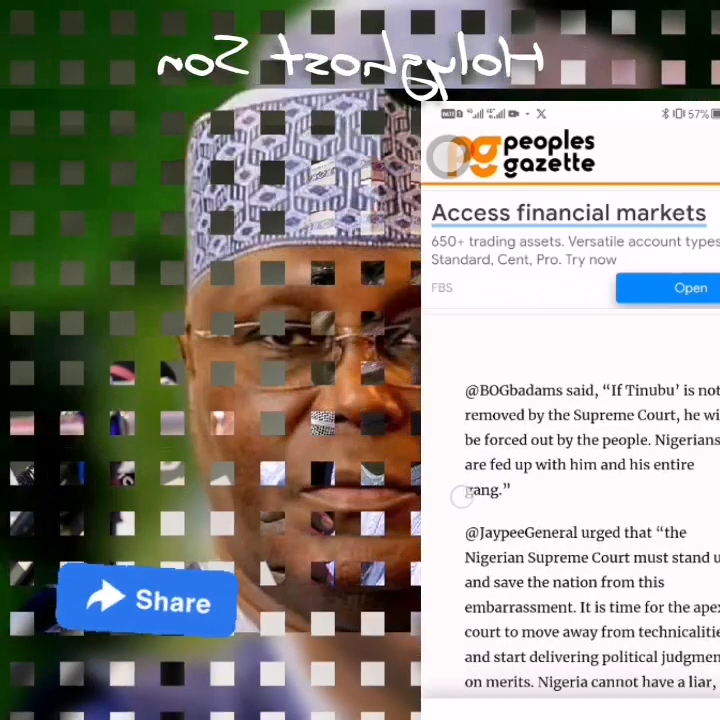 Holyghost Son
57%
peoples
gazette
Access financial markets
650+ trading assets. Versatile account types
Standard, Cent, Pro. Try now
FBS
Open
@BOGbadams said, “If Tinubu’ is not
removed by the Supreme Court, he wi
be forced out by the people. Nigerians
are fed up with him and his entire
gang.”
@JaypeeGeneral urged that “the
Nigerian Supreme Court must stand u
and save the nation from this
embarrassment. It is time for the apex
court to move away from technicalitie
and start delivering political judgmen
on merits. Nigeria cannot have a liar,
Share